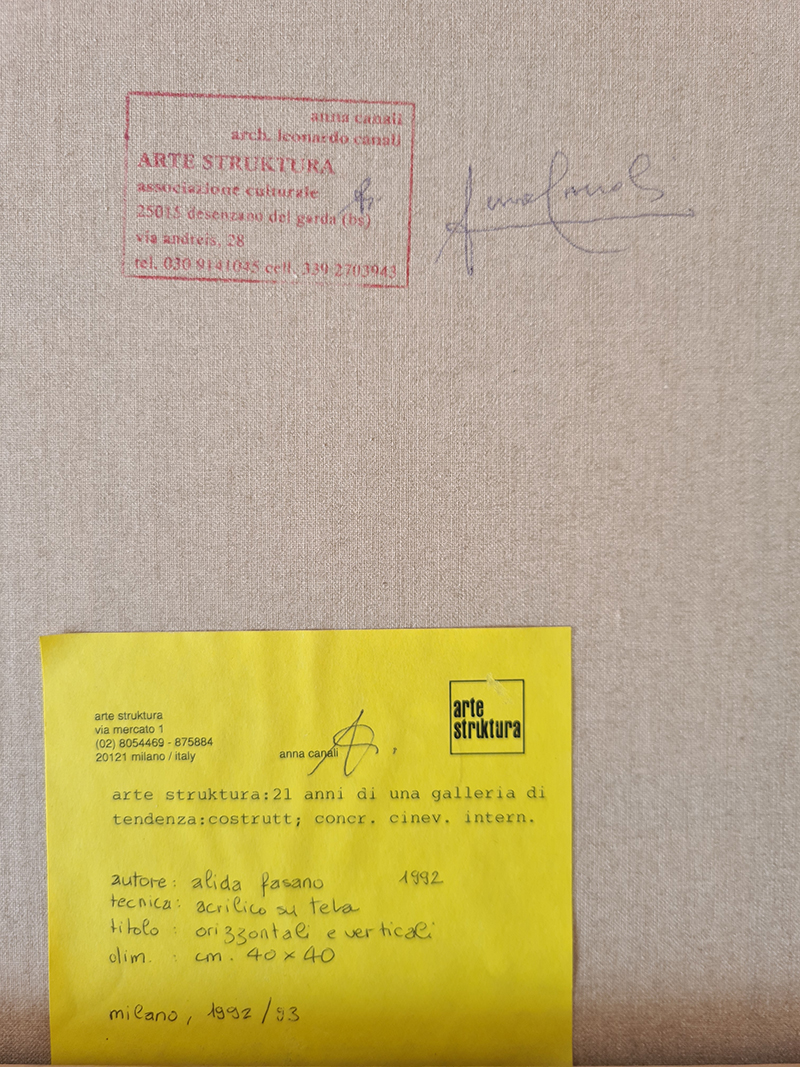 anna canali
arch. leonardo canali
ARTE STRUKTURA
associazione culturale
25015 desenzano del garda (bs)
via andreis, 28
tel. 030 9141045 cell. 339 2703943
arte struktura
via mercato 1
(02) 8054469 - 875884
20121 milano / italy
anna canali
arte
struktura
arte struktura:21 anni di una galleria di
tendenza:costrutt; concr. cinev. intern.
autore: alida fasano 1992
tecnica: acrilico su tela
titolo : orizzontali e verticali
dim. : cm. 40 x 40
milano, 1992/93